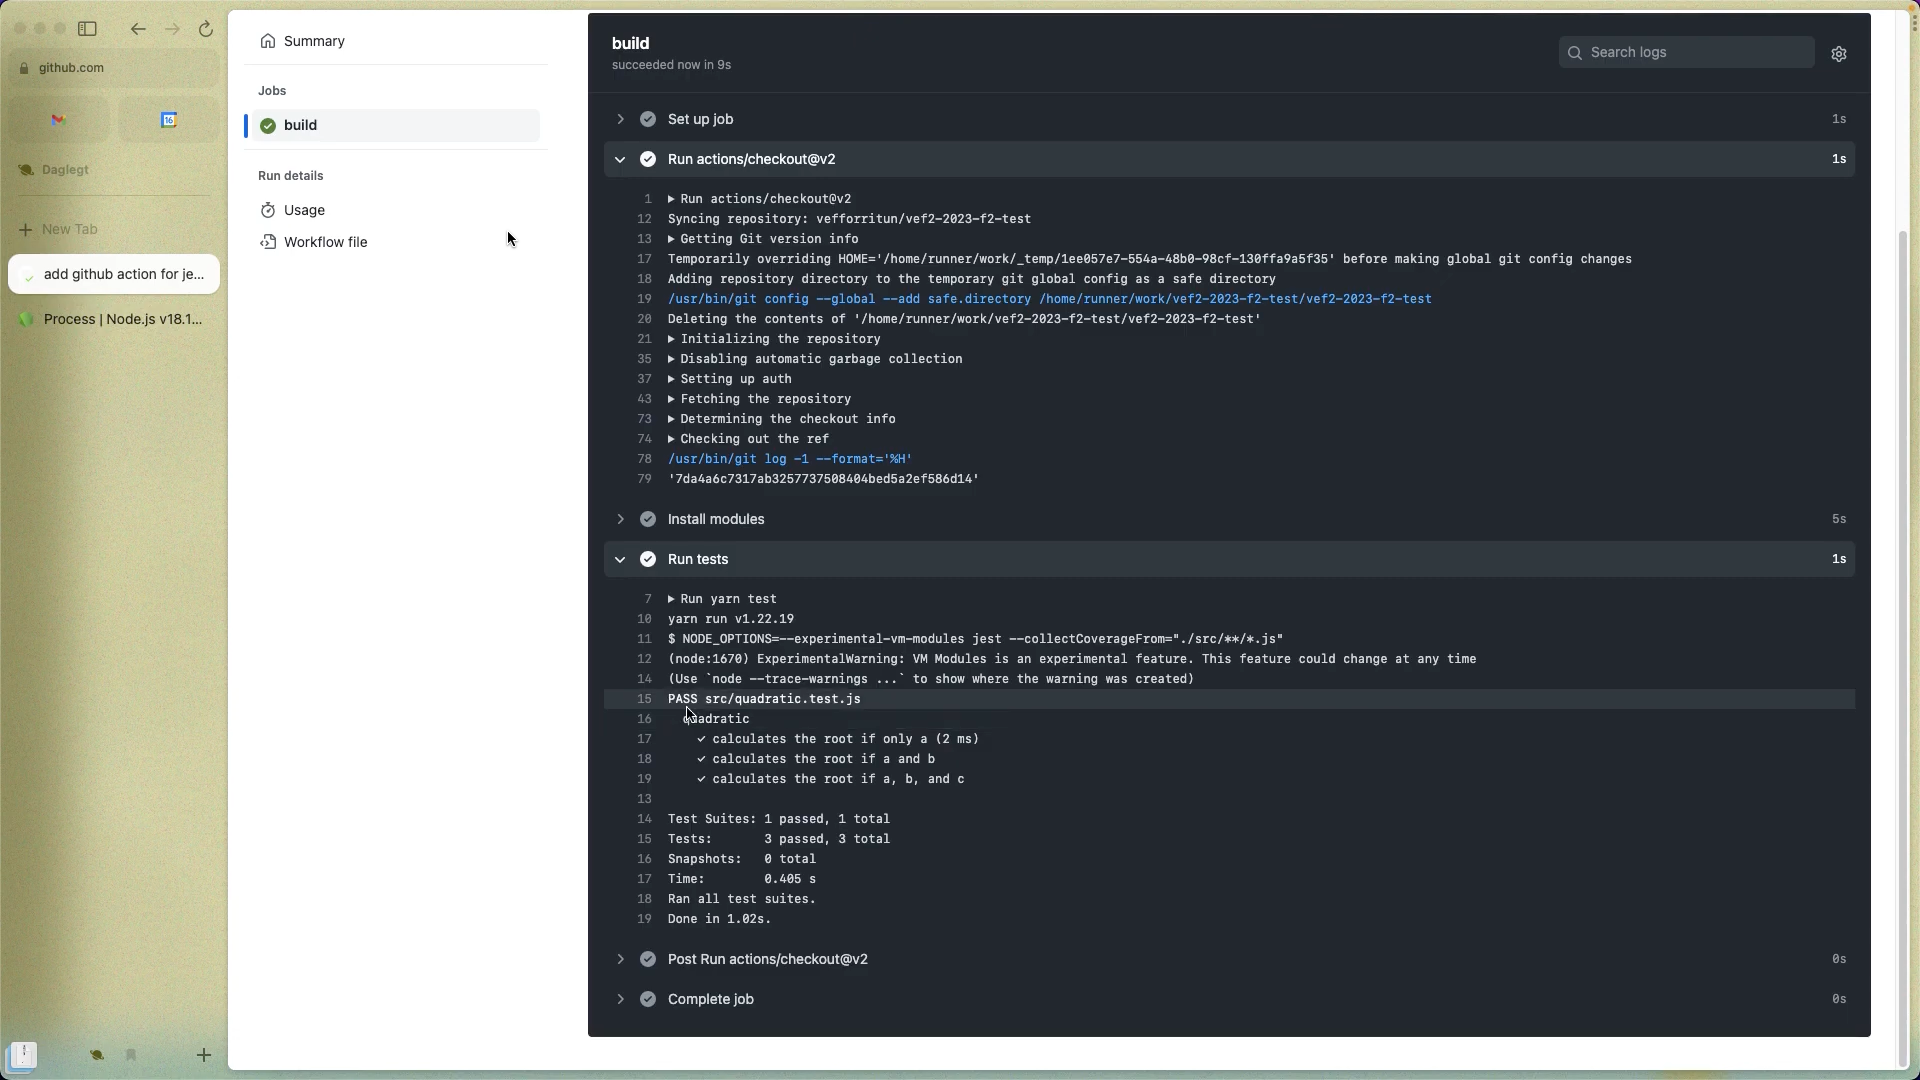 github.com
16
Daglegt
New Tab
add github action for je...
Process | Node.js v18.1...
Summary
Jobs
build
Run details
Usage
Workflow file
build
succeeded now in 9s
Search logs
Set up job 1s
Run actions/checkout@v2 1s
1 Run actions/checkout@v2
12 Syncing repository: vefforritun/vef2-2023-f2-test
13 Getting Git version info
17 Temporarily overriding HOME='/home/runner/work/_temp/1ee057e7-554a-48b0-98cf-130ffa9a5f35' before making global git config changes
18 Adding repository directory to the temporary git global config as a safe directory
19 /usr/bin/git config --global --add safe.directory /home/runner/work/vef2-2023-f2-test/vef2-2023-f2-test
20 Deleting the contents of '/home/runner/work/vef2-2023-f2-test/vef2-2023-f2-test'
21 Initializing the repository
35 Disabling automatic garbage collection
37 Setting up auth
43 Fetching the repository
73 Determining the checkout info
74 Checking out the ref
78 /usr/bin/git log -1 --format='%H'
79 '7da4a6c7317ab3257737508404bed5a2ef586d14'
Install modules 5s
Run tests 1s
7 Run yarn test
10 yarn run v1.22.19
11 $ NODE_OPTIONS=--experimental-vm-modules jest --collectCoverageFrom="./src/**/*.js"
12 (node:1670) ExperimentalWarning: VM Modules is an experimental feature. This feature could change at any time
14 (Use `node --trace-warnings ...` to show where the warning was created)
15 PASS src/quadratic.test.js
16 quadratic
17 ✓ calculates the root if only a (2 ms)
18 ✓ calculates the root if a and b
19 ✓ calculates the root if a, b, and c
13
14 Test Suites: 1 passed, 1 total
15 Tests: 3 passed, 3 total
16 Snapshots: 0 total
17 Time: 0.405 s
18 Ran all test suites.
19 Done in 1.02s.
Post Run actions/checkout@v2 0s
Complete job 0s